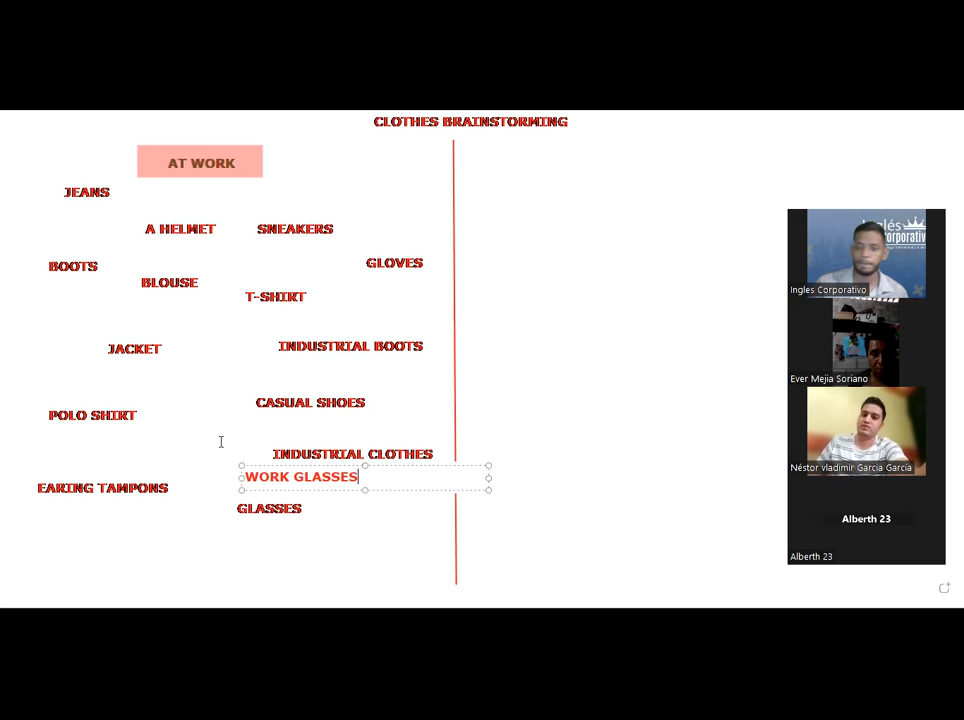 CLOTHES BRAINSTORMING
AT WORK
JEANS
A HELMET
SNEAKERS
BOOTS
GLOVES
BLOUSE
T-SHIRT
JACKET
INDUSTRIAL BOOTS
CASUAL SHOES
POLO SHIRT
INDUSTRIAL CLOTHES
WORK GLASSES
EARING TAMPONS
GLASSES
Inglés
corporativo
Ingles Corporativo
Ever Mejia Soriano
Néstor vladimir Garcia García
Alberth 23
Alberth 23